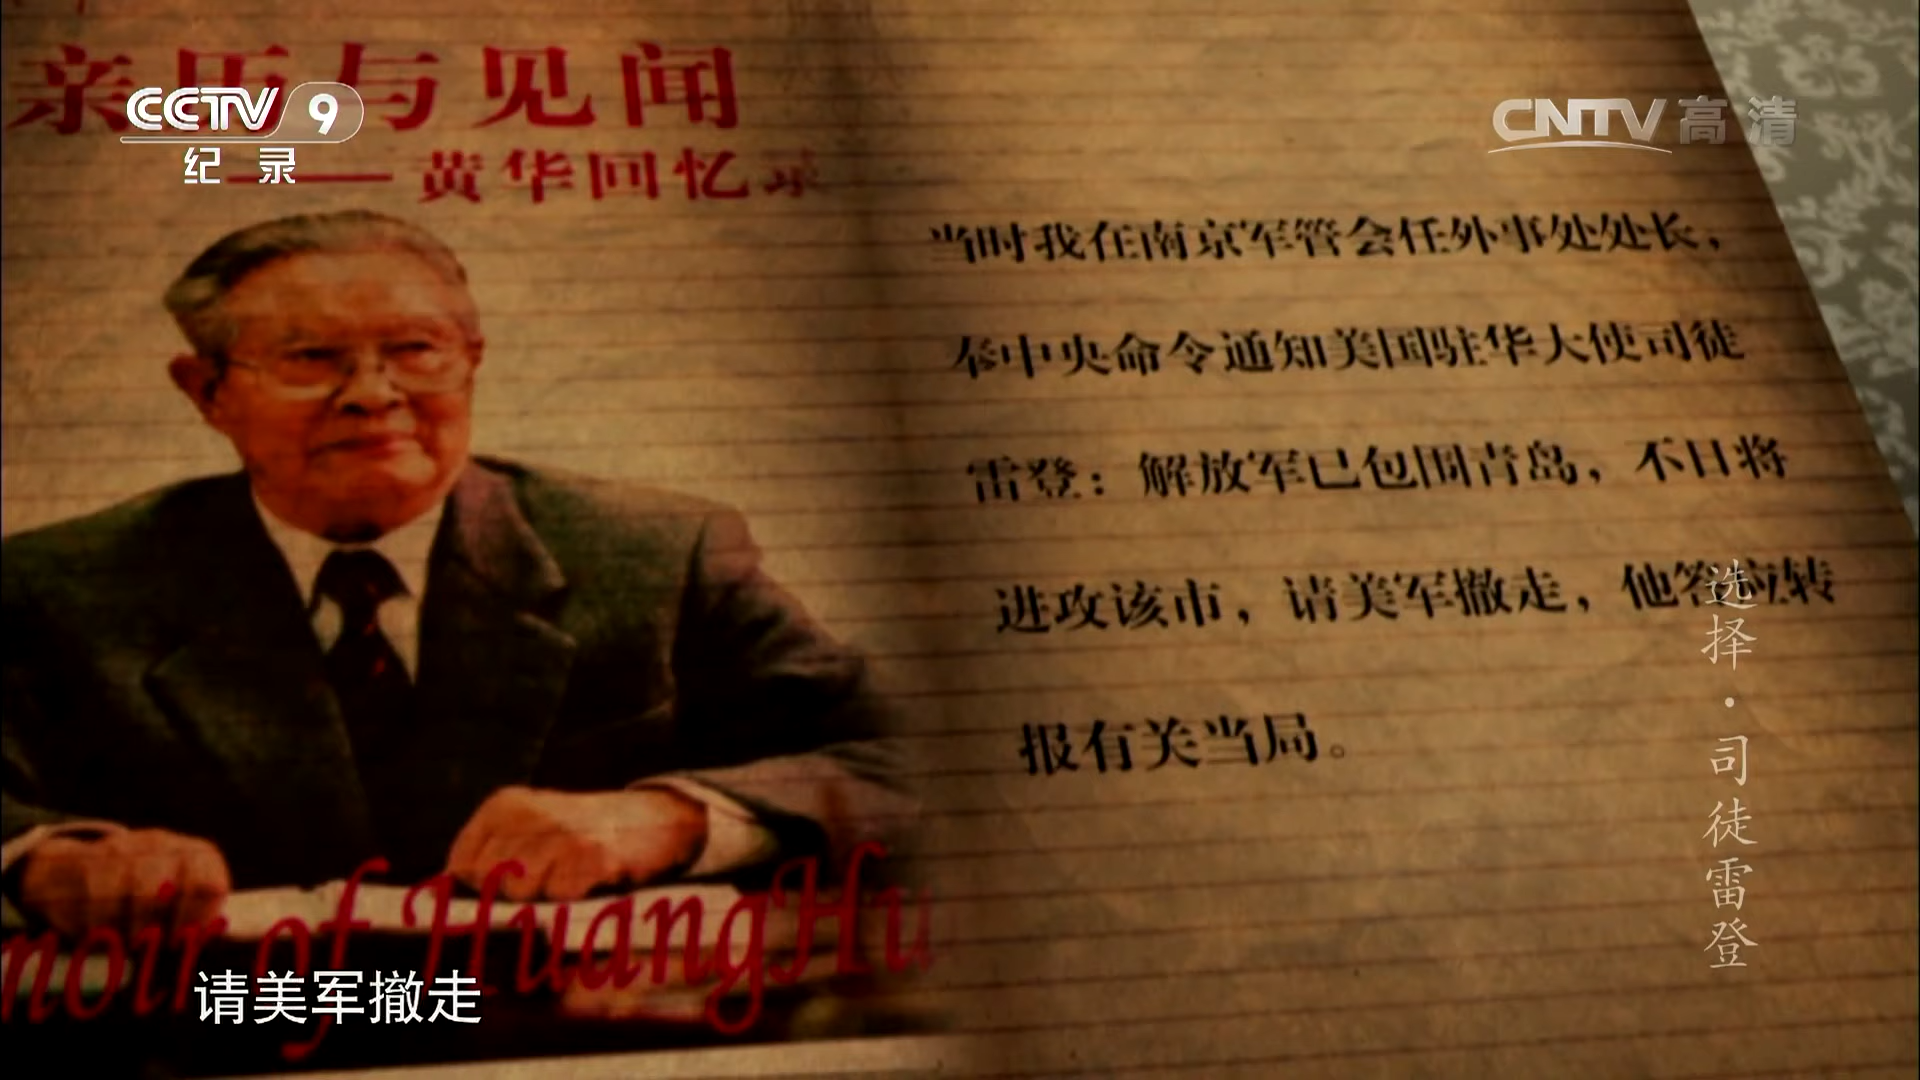 亲历与见闻
CCTV 9
纪录
CNTV 高清
——黄华回忆录
当时我在南京军管会任外事处处长，
奉中央命令通知美国驻华大使司徒
雷登：解放军已包围青岛，不日将
进攻该市，请美军撤走，他答应转
报有关当局。
选择·司徒雷登
moir of HuangHu
请美军撤走